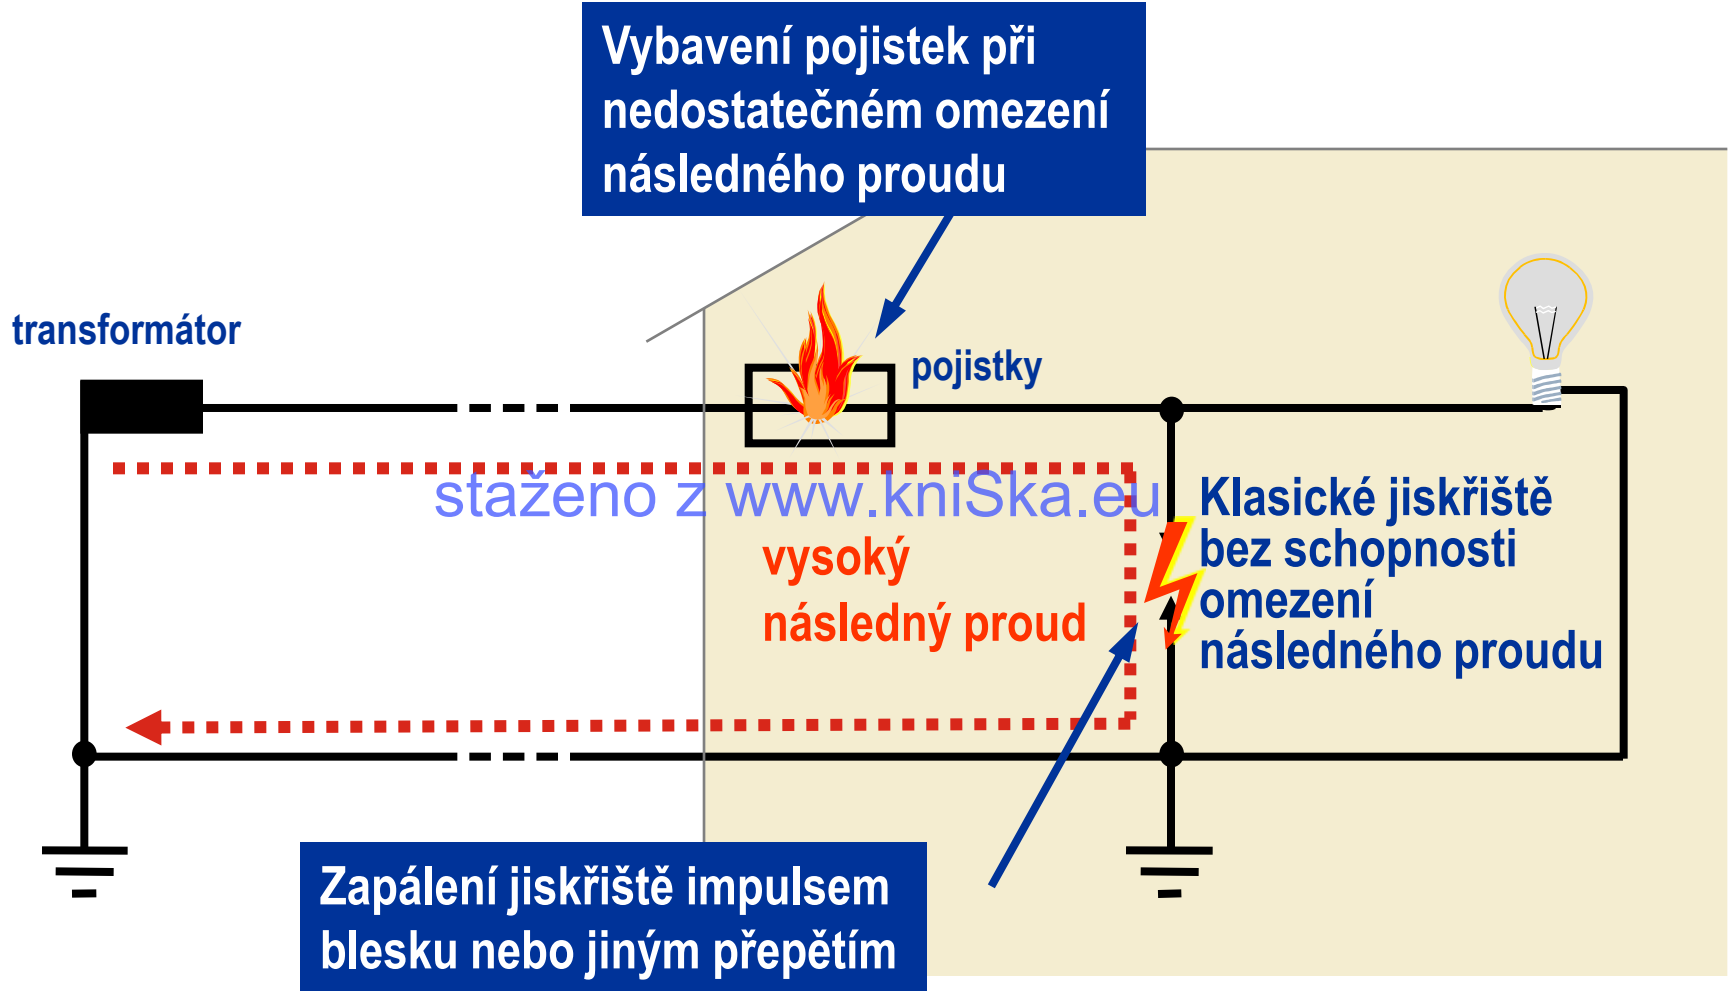 Vybavení pojistek při
nedostatečném omezení
následného proudu
transformátor
pojistky
staženo z www.kniSka.eu
Klasické jiskřiště
bez schopnosti
omezení
následného proudu
vysoký
následný proud
Zapálení jiskřiště impulsem
blesku nebo jiným přepětím